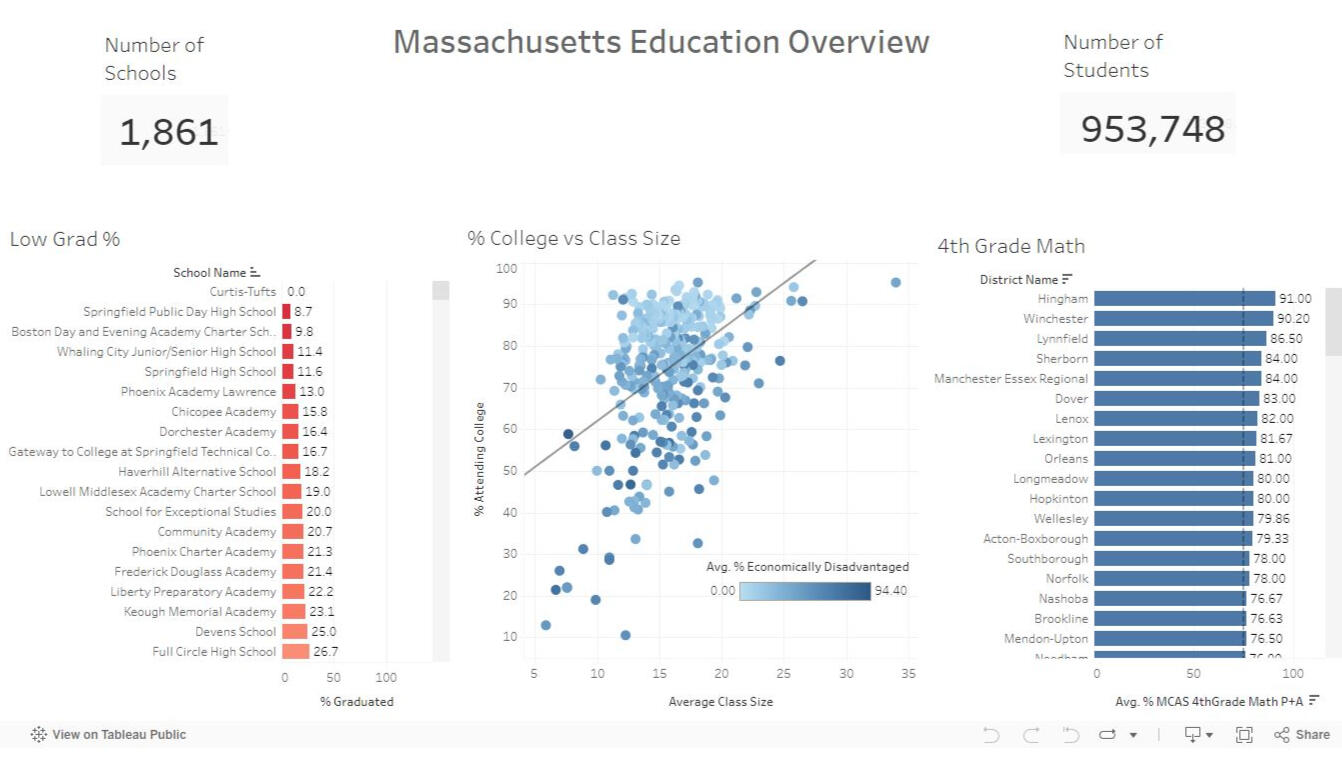 Massachusetts Education Overview
Number of
Schools
1,861
Number of
Students
953,748
Low Grad %
School Name
Curtis-Tufts 0.0
Springfield Public Day High School 8.7
Boston Day and Evening Academy Charter Sch.. 9.8
Whaling City Junior/Senior High School 11.4
Springfield High School 11.6
Phoenix Academy Lawrence 13.0
Chicopee Academy 15.8
Dorchester Academy 16.4
Gateway to College at Springfield Technical Co.. 16.7
Haverhill Alternative School 18.2
Lowell Middlesex Academy Charter School 19.0
School for Exceptional Studies 20.0
Community Academy 20.7
Phoenix Charter Academy 21.3
Frederick Douglass Academy 21.4
Liberty Preparatory Academy 22.2
Keough Memorial Academy 23.1
Devens School 25.0
Full Circle High School 26.7
0 50 100
% Graduated
% College vs Class Size
% Attending College
100
90
80
70
60
50
40
30
20
10
Avg. % Economically Disadvantaged
0.00 94.40
5 10 15 20 25 30 35
Average Class Size
4th Grade Math
District Name
Hingham 91.00
Winchester 90.20
Lynnfield 86.50
Sherborn 84.00
Manchester Essex Regional 84.00
Dover 83.00
Lenox 82.00
Lexington 81.67
Orleans 81.00
Longmeadow 80.00
Hopkinton 80.00
Wellesley 79.86
Acton-Boxborough 79.33
Southborough 78.00
Norfolk 78.00
Nashoba 76.67
Brookline 76.63
Mendon-Upton 76.50
Needham 76.00
0 50 100
Avg. % MCAS 4thGrade Math P+A
View on Tableau Public
Share